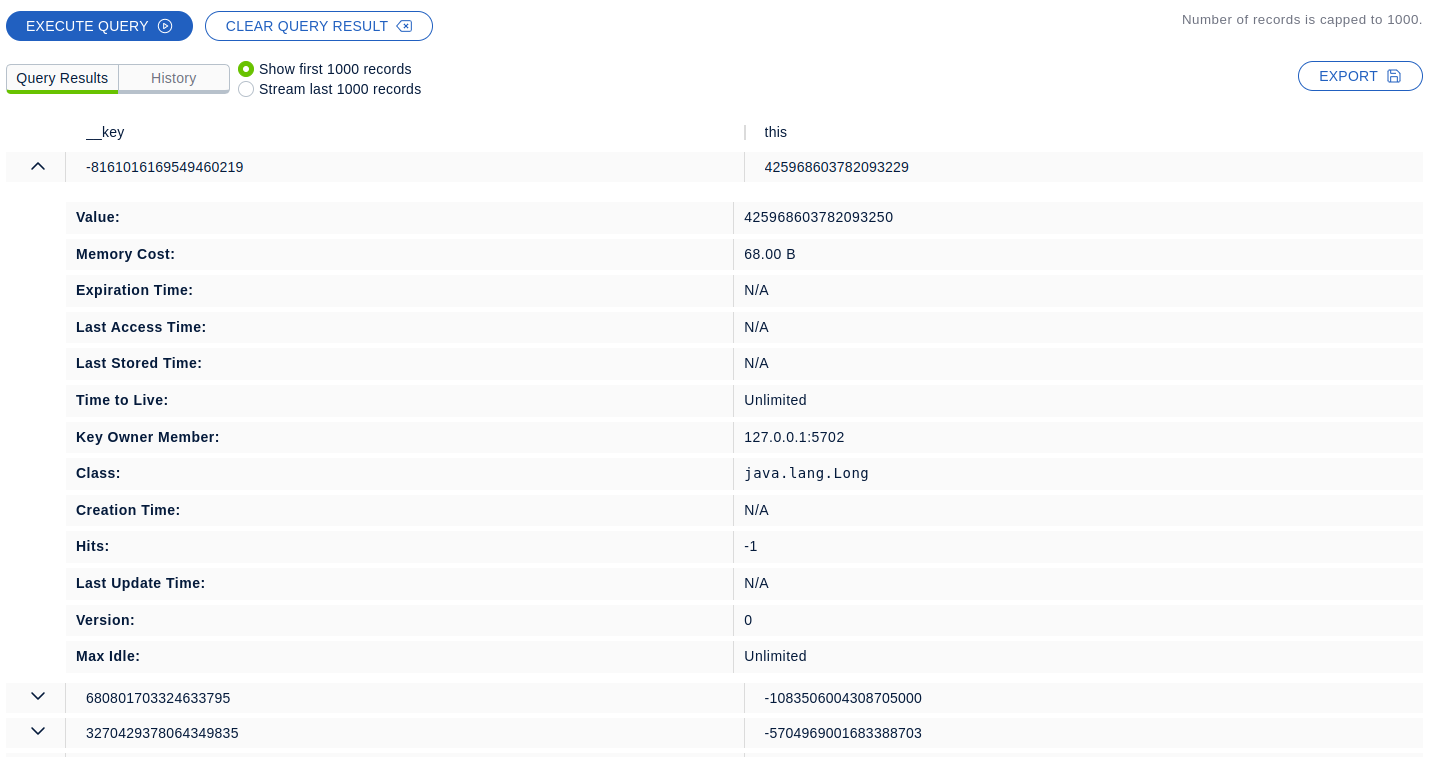 EXECUTE QUERY CLEAR QUERY RESULT Number of records is capped to 1000.
Query Results History Show first 1000 records
Stream last 1000 records
EXPORT
__key this
-8161016169549460219 425968603782093229
Value: 425968603782093250
Memory Cost: 68.00 B
Expiration Time: N/A
Last Access Time: N/A
Last Stored Time: N/A
Time to Live: Unlimited
Key Owner Member: 127.0.0.1:5702
Class: java.lang.Long
Creation Time: N/A
Hits: -1
Last Update Time: N/A
Version: 0
Max Idle: Unlimited
680801703324633795 -1083506004308705000
3270429378064349835 -5704969001683388703